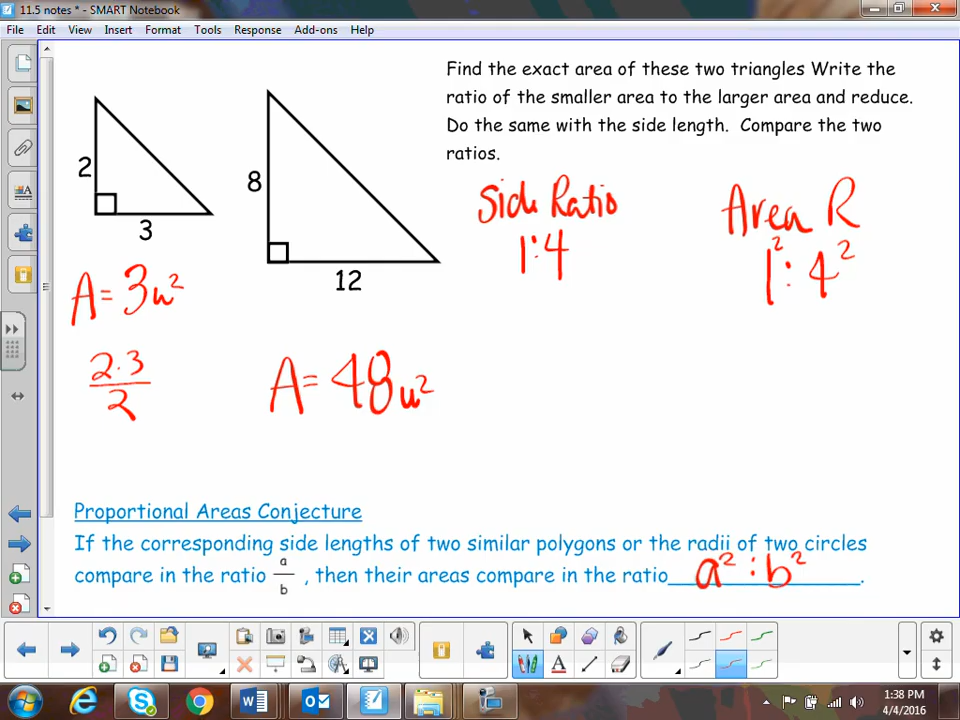 11.5 notes * - SMART Notebook
File Edit View Insert Format Tools Response Add-ons Help
Find the exact area of these two triangles Write the
ratio of the smaller area to the larger area and reduce.
Do the same with the side length. Compare the two
ratios.
2
3
8
12
Side Ratio
1:4
Area R
1²:4²
A=3u²
2·3
2
A=48u²
Proportional Areas Conjecture
If the corresponding side lengths of two similar polygons or the radii of two circles
compare in the ratio a/b, then their areas compare in the ratio a²:b².
1:38 PM
4/4/2016